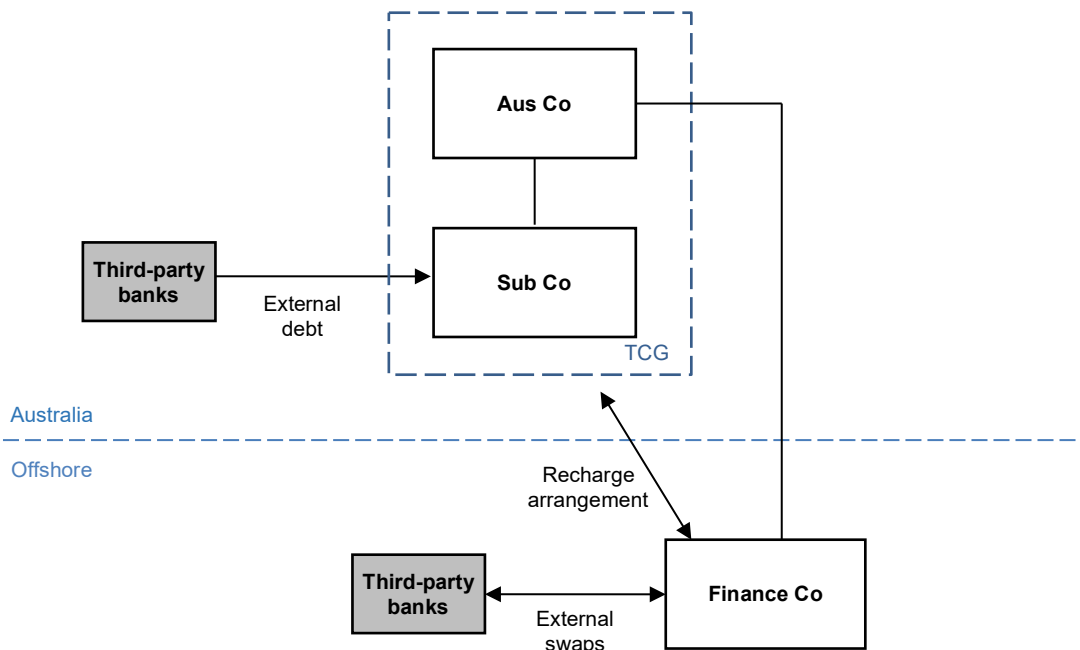 Aus Co
Third-party
banks
External
debt
Sub Co
TCG
Australia
Offshore
Recharge
arrangement
Third-party
banks
External
swaps
Finance Co